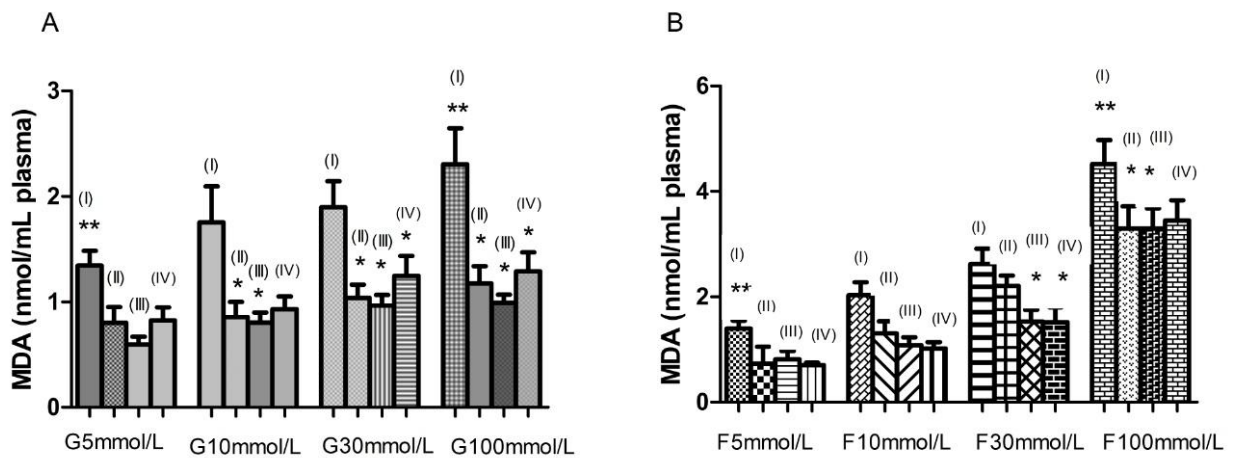 A
MDA (nmol/mL plasma)
3
2
1
0
(I)
**
(II)
(III)
(IV)
(I)
(II)
*
(III)
*
(IV)
(I)
(II)
*
(III)
*
(IV)
*
(I)
**
(II)
*
(III)
*
(IV)
*
G5mmol/L G10mmol/L G30mmol/L G100mmol/L
B
MDA (nmol/mL plasma)
6
4
2
0
(I)
**
(II)
(III)
(IV)
(I)
(II)
(III)
(IV)
(I)
(II)
(III)
*
(IV)
*
(I)
**
(II)
*
(III)
*
(IV)
F5mmol/L F10mmol/L F30mmol/L F100mmol/L